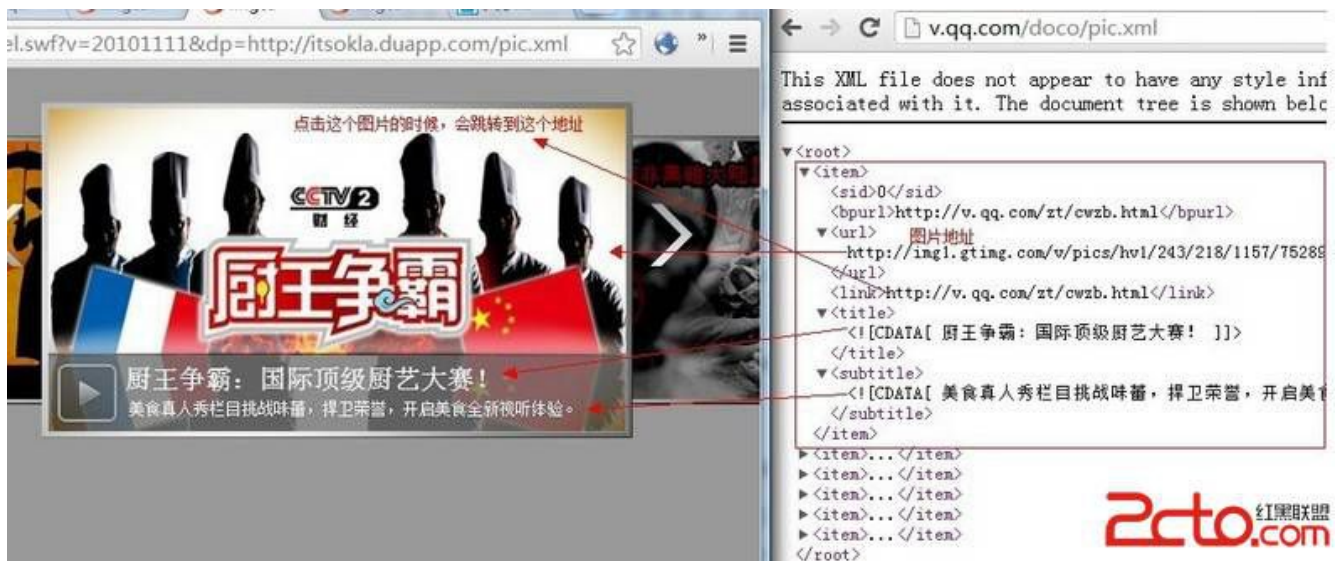 el.swf?v=20101111&dp=http://itsokla.duapp.com/pic.xml
点击这个图片的时候，会跳转到这个地址
CCTV 2
财 经
厨王争霸
厨王争霸：国际顶级厨艺大赛！
美食真人秀栏目挑战味蕾，捍卫荣誉，开启美食全新视听体验。
v.qq.com/doco/pic.xml
This XML file does not appear to have any style inf
associated with it. The document tree is shown belo
▼<root>
▼<item>
<sid>0</sid>
<bpurl>http://v.qq.com/zt/cwzb.html</bpurl>
▼<url>
图片地址
http://img1.gtimg.com/v/pics/hv1/243/218/1157/75289
</url>
<link>http://v.qq.com/zt/cwzb.html</link>
▼<title>
<![CDATA[ 厨王争霸：国际顶级厨艺大赛！ ]]>
</title>
▼<subtitle>
<![CDATA[ 美食真人秀栏目挑战味蕾，捍卫荣誉，开启美食
</subtitle>
</item>
▶<item>...</item>
▶<item>...</item>
▶<item>...</item>
▶<item>...</item>
▶<item>...</item>
</root>
2cto.com
红黑联盟